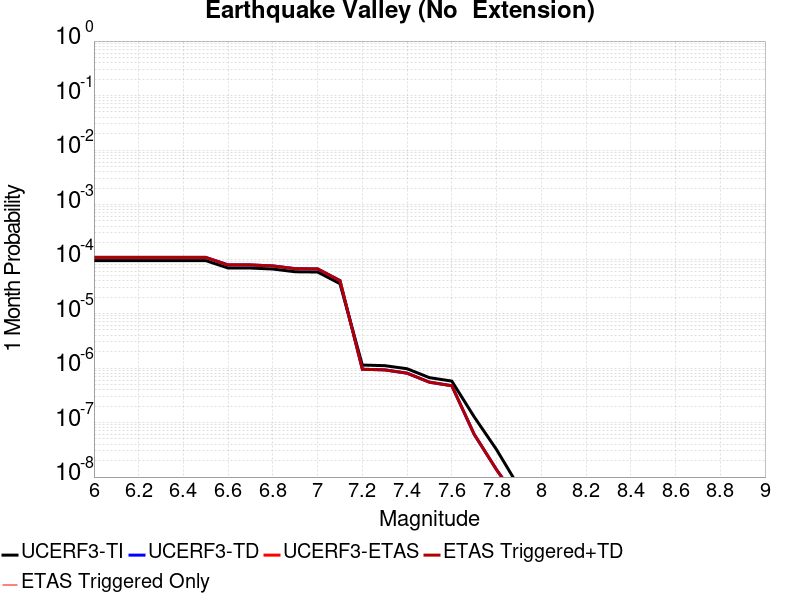 Earthquake Valley (No  Extension)
10 0
10 -1
10 -2
10 -3
10 -4
10 -5
10 -6
10 -7
10 -8
1 Month Probability
6 6.2 6.4 6.6 6.8 7 7.2 7.4 7.6 7.8 8 8.2 8.4 8.6 8.8 9
Magnitude
UCERF3-TI UCERF3-TD UCERF3-ETAS ETAS Triggered+TD
ETAS Triggered Only